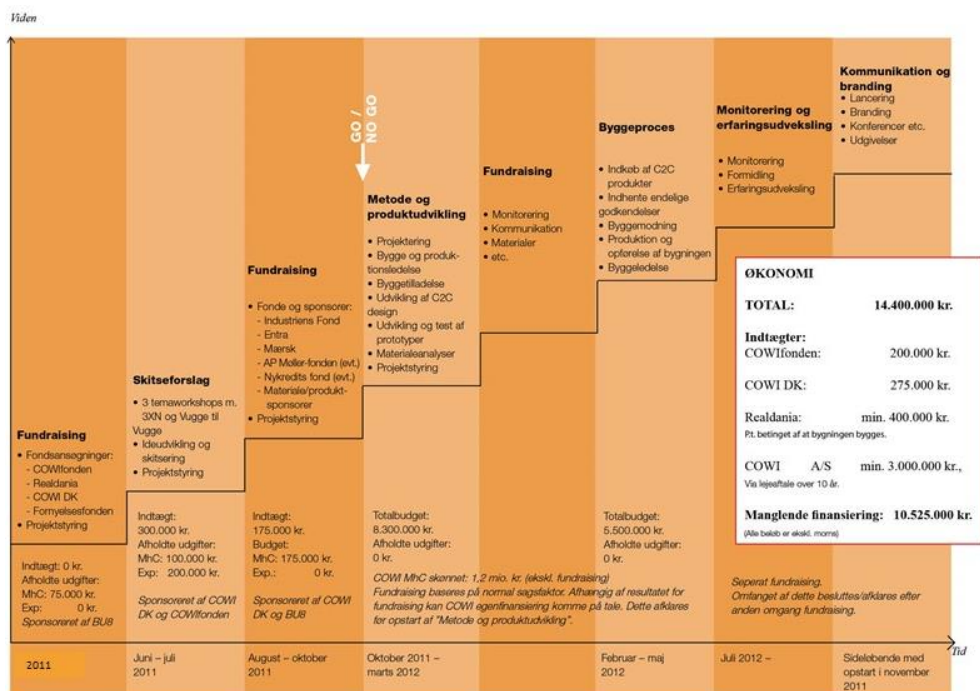 Viden
GO /
NO GO
Fundraising
• Fondsansøgninger:
- COWIfonden
- Realdania
- COWI DK
- Fornyelsesfonden
• Projektstyring
Indtægt: 0 kr.
Afholdte udgifter:
MhC: 75.000 kr.
Exp: 0 kr.
Sponsoreret af BU8
2011
Skitseforslag
• 3 temaworkshops m.
3XN og Vugge til
Vugge
• Ideudvikling og
skitsering
• Projektstyring
Indtægt:
300.000 kr.
Afholdte udgifter:
MhC: 100.000 kr.
Exp: 200.000 kr.
Sponsoreret af COWI
DK og COWIfonden
Juni – juli
2011
Fundraising
• Fonde og sponsorer:
- Industriens Fond
- Entra
- Mærsk
- AP Møller-fonden (evt.)
- Nykredits fond (evt.)
- Materiale/produkt-
sponsorer
• Projektstyring
Indtægt:
175.000 kr.
Budget:
MhC: 175.000 kr.
Exp.: 0 kr.
Sponsoreret af COWI
DK og BU8
August – oktober
2011
Metode og
produktudvikling
• Projektering
• Bygge og produk-
tionsledelse
• Byggetilladelse
• Udvikling af C2C
design
• Udvikling og test af
prototyper
• Materialeanalyser
• Projektstyring
Totalbudget:
8.300.000 kr.
Afholdte udgifter:
0 kr.
COWI MhC skønnet: 1,2 mio. kr. (ekskl. fundraising)
Fundraising baseres på normal sagsfaktor. Afhængig af resultatet for
fundraising kan COWI egenfinansiering komme på tale. Dette afklares
før opstart af "Metode og produktudvikling".
Oktober 2011 –
marts 2012
Fundraising
• Monitorering
• Kommunikation
• Materialer
• etc.
Byggeproces
• Indkøb af C2C
produkter
• Indhente endelige
godkendelser
• Byggemodning
• Produktion og
opførelse af bygningen
• Byggeledelse
Totalbudget:
5.500.000 kr.
Afholdte udgifter:
0 kr.
Februar – maj
2012
Monitorering og
erfaringsudveksling
• Monitorering
• Formidling
• Erfaringsudveksling
Seperat fundraising.
Omfanget af dette besluttes/afklares efter
anden omgang fundraising.
Juli 2012 –
Kommunikation og
branding
• Lancering
• Branding
• Konferencer etc.
• Udgivelser
Sideløbende med
opstart i november
2011
Tid
ØKONOMI
TOTAL: 14.400.000 kr.
Indtægter:
COWIfonden: 200.000 kr.
COWI DK: 275.000 kr.
Realdania: min. 400.000 kr.
P.t. betinget af at bygningen bygges.
COWI A/S min. 3.000.000 kr.,
Via lejeaftale over 10 år.
Manglende finansiering: 10.525.000 kr.
(Alle beløb er ekskl. moms)